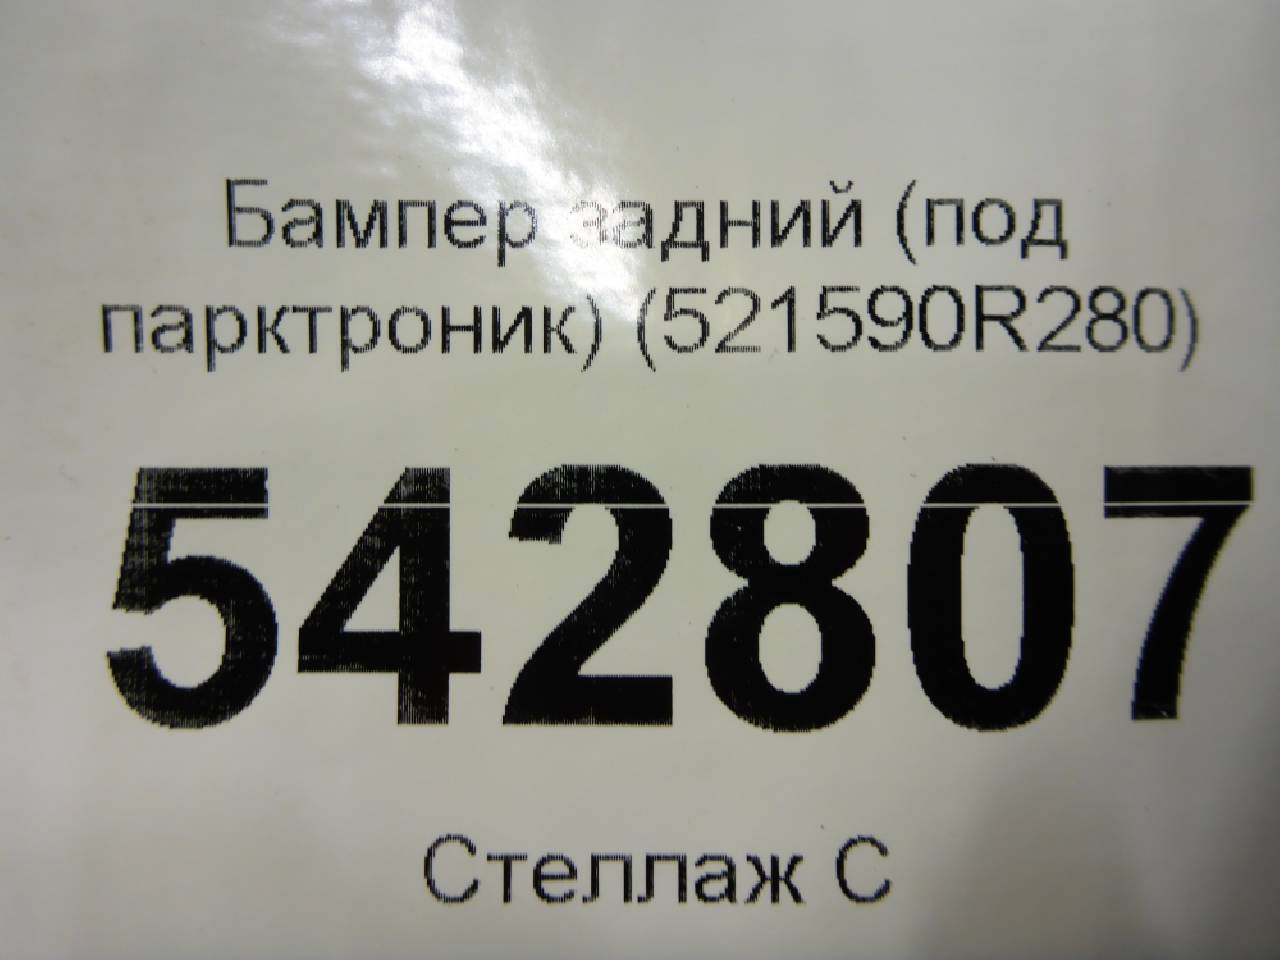 Бампер задний (под
парктроник) (521590R280)
542807
Стеллаж С